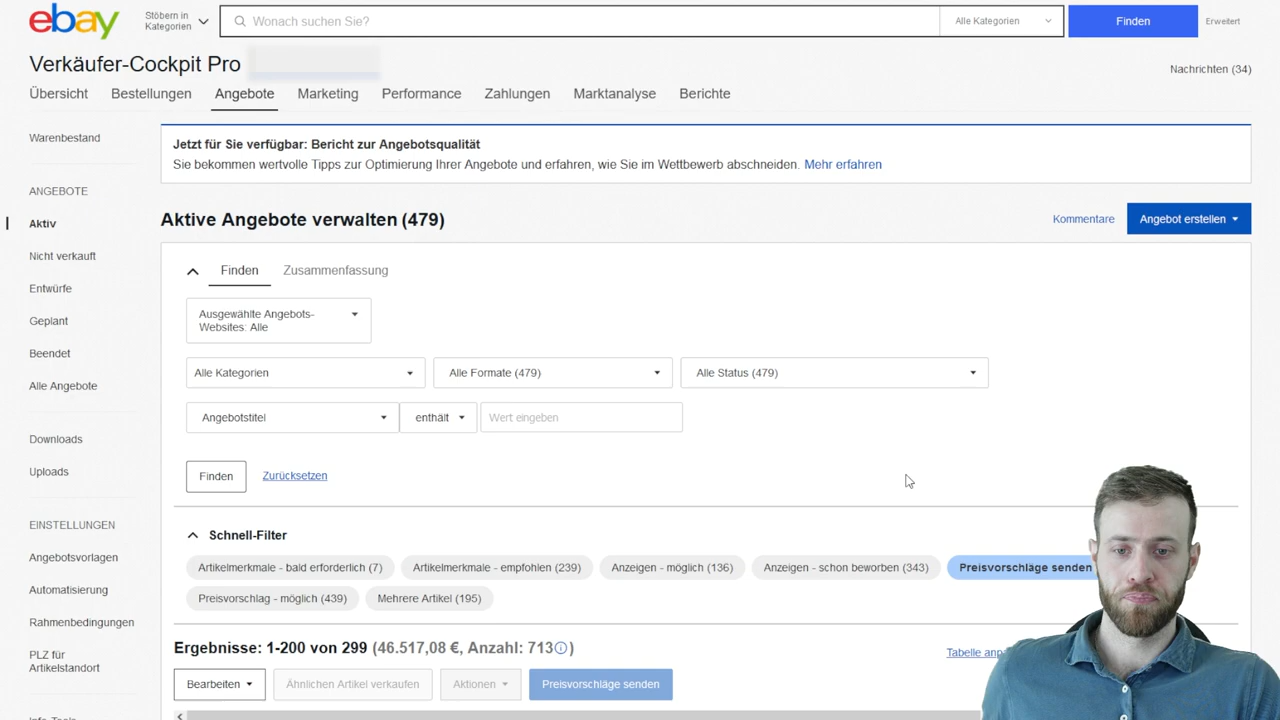 ebay
Stöbern in
Kategorien
Wonach suchen Sie?
Alle Kategorien
Finden
Erweitert
Verkäufer-Cockpit Pro
Nachrichten (34)
Übersicht
Bestellungen
Angebote
Marketing
Performance
Zahlungen
Marktanalyse
Berichte
Warenbestand
ANGEBOTE
Aktiv
Nicht verkauft
Entwürfe
Geplant
Beendet
Alle Angebote
Downloads
Uploads
EINSTELLUNGEN
Angebotsvorlagen
Automatisierung
Rahmenbedingungen
PLZ für
Artikelstandort
Info-Tools
Jetzt für Sie verfügbar: Bericht zur Angebotsqualität
Sie bekommen wertvolle Tipps zur Optimierung Ihrer Angebote und erfahren, wie Sie im Wettbewerb abschneiden. Mehr erfahren
Aktive Angebote verwalten (479)
Kommentare
Angebot erstellen
Finden
Zusammenfassung
Ausgewählte Angebots-
Websites: Alle
Alle Kategorien
Alle Formate (479)
Alle Status (479)
Angebotstitel
enthält
Wert eingeben
Finden
Zurücksetzen
Schnell-Filter
Artikelmerkmale - bald erforderlich (7)
Artikelmerkmale - empfohlen (239)
Anzeigen - möglich (136)
Anzeigen - schon beworben (343)
Preisvorschläge senden
Preisvorschlag - möglich (439)
Mehrere Artikel (195)
Ergebnisse: 1-200 von 299 (46.517,08 €, Anzahl: 713)
Tabelle
Bearbeiten
Ähnlichen Artikel verkaufen
Aktionen
Preisvorschläge senden